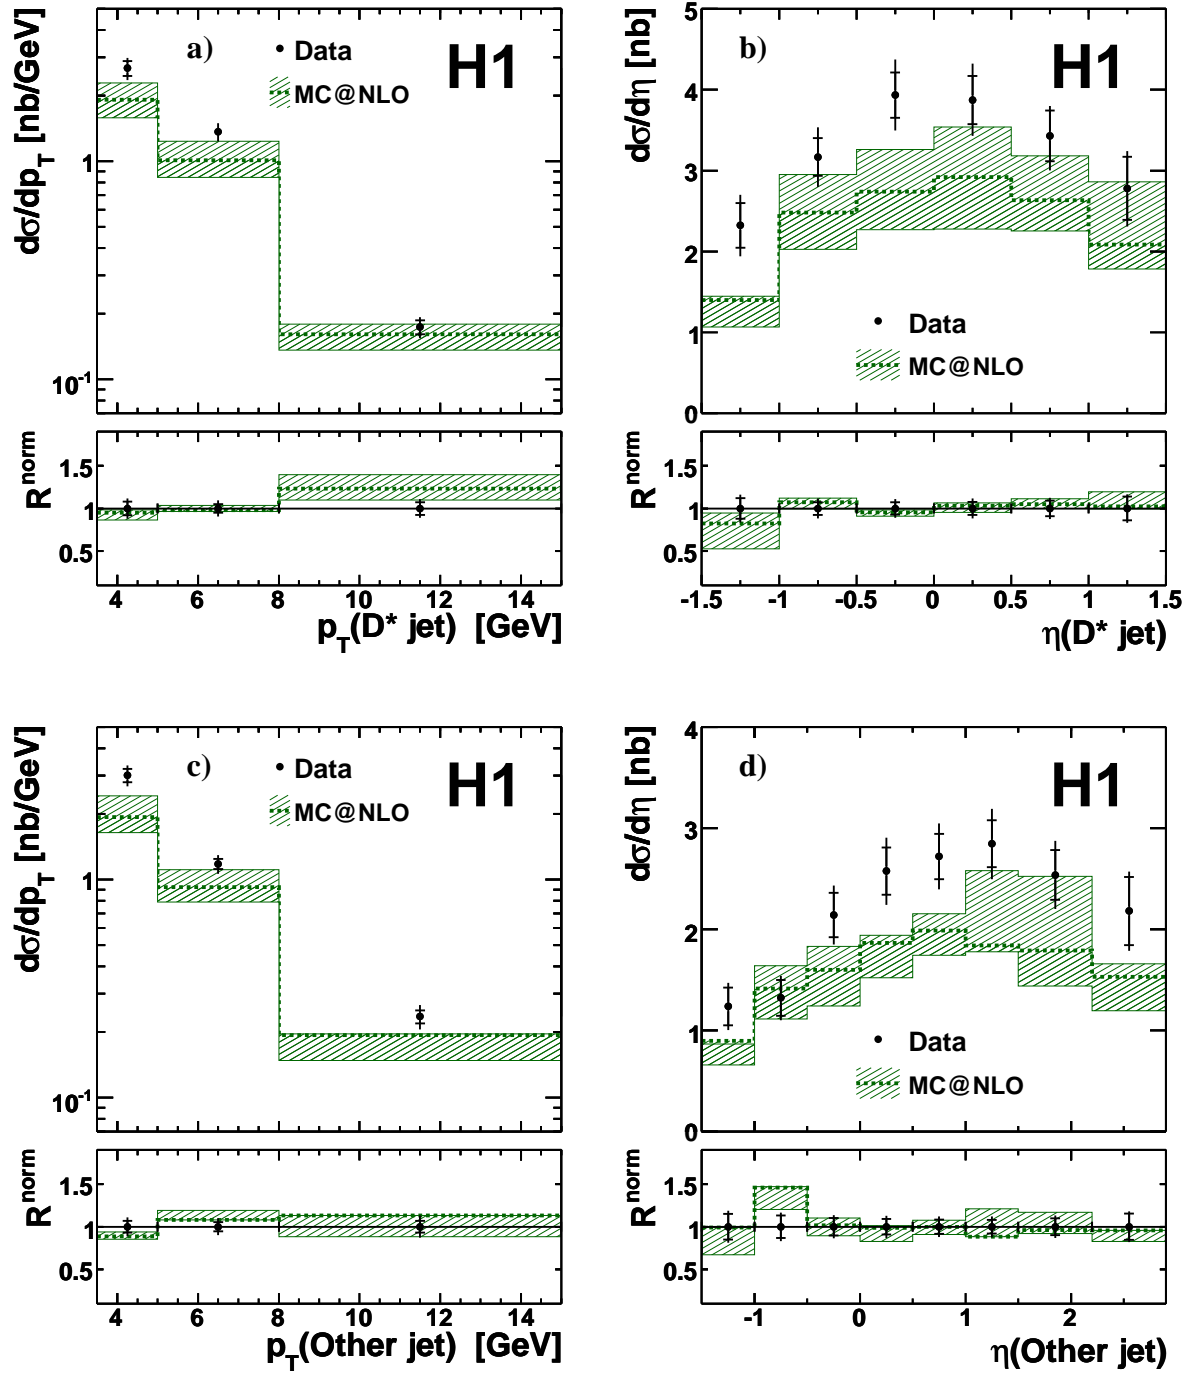 a)
Data
MC@NLO
H1
dσ/dp_T [nb/GeV]
1
10^-1
R^norm
1.5
1
0.5
4 6 8 10 12 14
p_T(D* jet) [GeV]
b)
H1
dσ/dη [nb]
5
4
3
2
1
0
Data
MC@NLO
R^norm
1.5
1
0.5
-1.5 -1 -0.5 0 0.5 1 1.5
η(D* jet)
c)
Data
MC@NLO
H1
dσ/dp_T [nb/GeV]
1
10^-1
R^norm
1.5
1
0.5
4 6 8 10 12 14
p_T(Other jet) [GeV]
d)
H1
dσ/dη [nb]
4
3
2
1
0
Data
MC@NLO
R^norm
1.5
1
0.5
-1 0 1 2
η(Other jet)